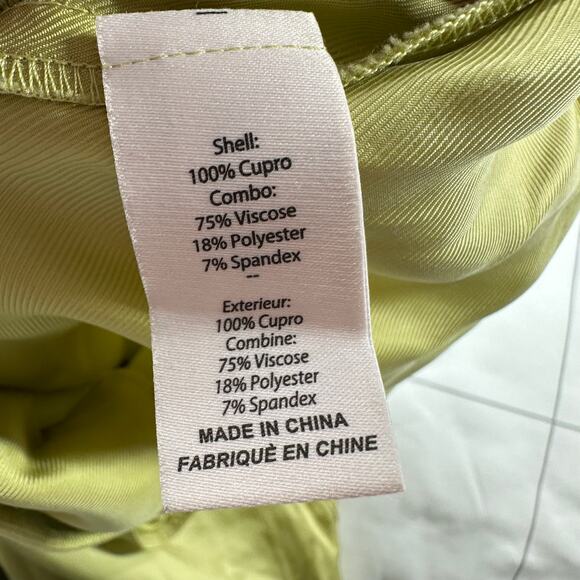 Shell:
100% Cupro
Combo:
75% Viscose
18% Polyester
7% Spandex
--
Exterieur:
100% Cupro
Combine:
75% Viscose
18% Polyester
7% Spandex
MADE IN CHINA
FABRIQUÈ EN CHINE